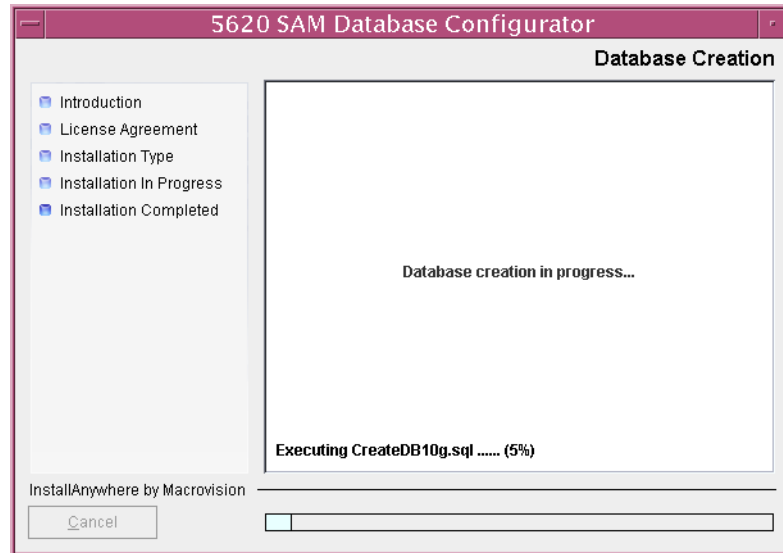 5620 SAM Database Configurator
Database Creation
Introduction
License Agreement
Installation Type
Installation In Progress
Installation Completed
Database creation in progress...
Executing CreateDB10g.sql ...... (5%)
InstallAnywhere by Macrovision
Cancel